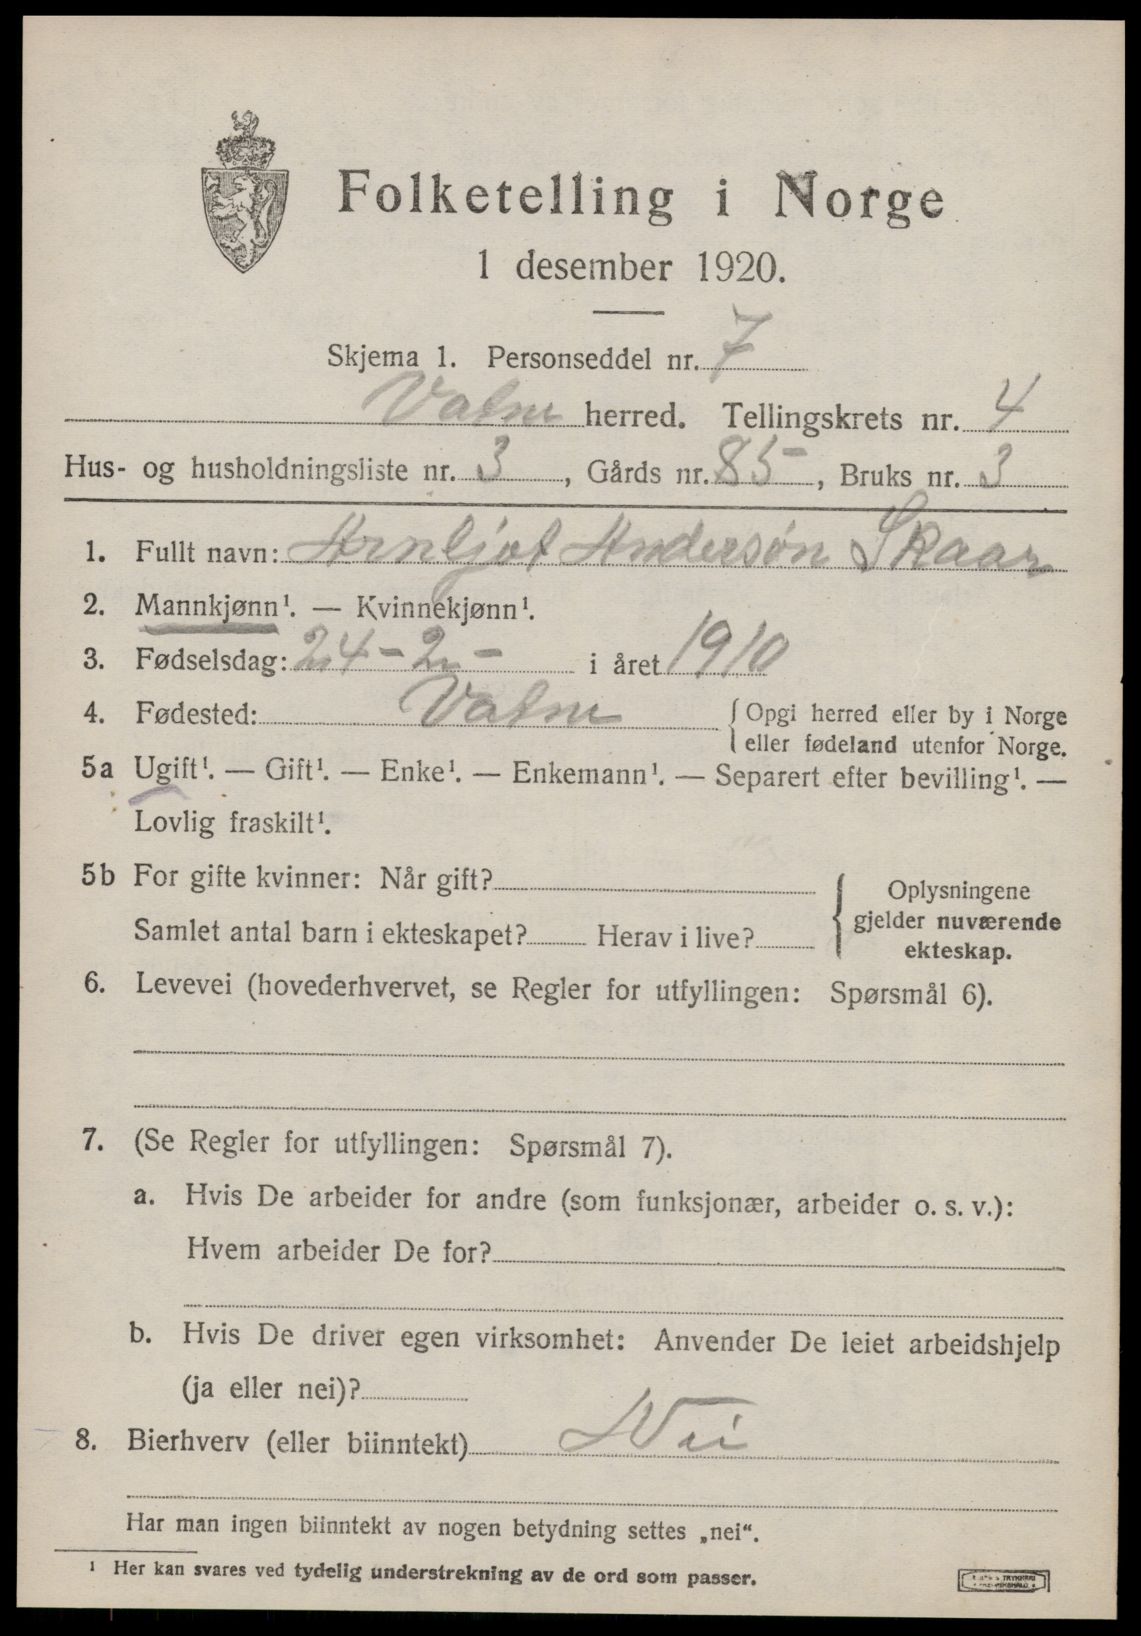 Folketelling i Norge
1 desember 1920.
Skjema 1. Personseddel nr. 7
Vatne herred. Tellingskrets nr. 4
Hus- og husholdningsliste nr. 3, Gårds nr. 85-, Bruks nr. 3
1. Fullt navn: Arnljot Andersøn Skaar
2. Mannkjønn¹. — Kvinnekjønn¹.
3. Fødselsdag: 24-2- i året 1910
4. Fødested: Vatne { Opgi herred eller by i Norge
eller fødeland utenfor Norge.
5a Ugift¹. — Gift¹. — Enke¹. — Enkemann¹. — Separert efter bevilling¹. —
Lovlig fraskilt¹.
5b For gifte kvinner: Når gift?
Samlet antal barn i ekteskapet? Herav i live?
Oplysningene
gjelder nuværende
ekteskap.
6. Levevei (hovederhvervet, se Regler for utfyllingen: Spørsmål 6).
7. (Se Regler for utfyllingen: Spørsmål 7).
a. Hvis De arbeider for andre (som funksjonær, arbeider o. s. v.):
Hvem arbeider De for?
b. Hvis De driver egen virksomhet: Anvender De leiet arbeidshjelp
(ja eller nei)?
8. Bierhverv (eller biinntekt) Nei
Har man ingen biinntekt av nogen betydning settes „nei“.
¹ Her kan svares ved tydelig understrekning av de ord som passer.